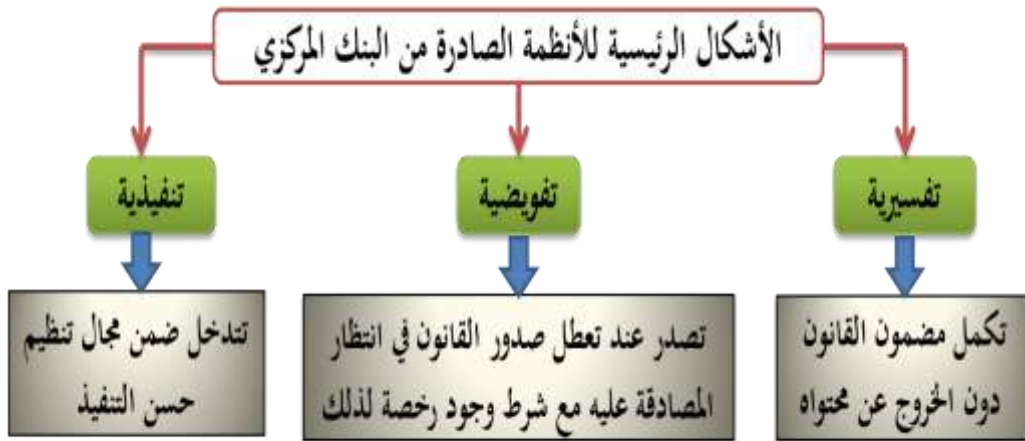 الأشكال الرئيسية للأنظمة الصادرة من البنك المركزي
تفسيرية
تفويضية
تنفيذية
تكمل مضمون القانون
دون الخروج عن محتواه
تصدر عند تعطل صدور القانون في انتظار
المصادقة عليه مع شرط وجود رخصة لذلك
تتدخل ضمن مجال تنظيم
حسن التنفيذ